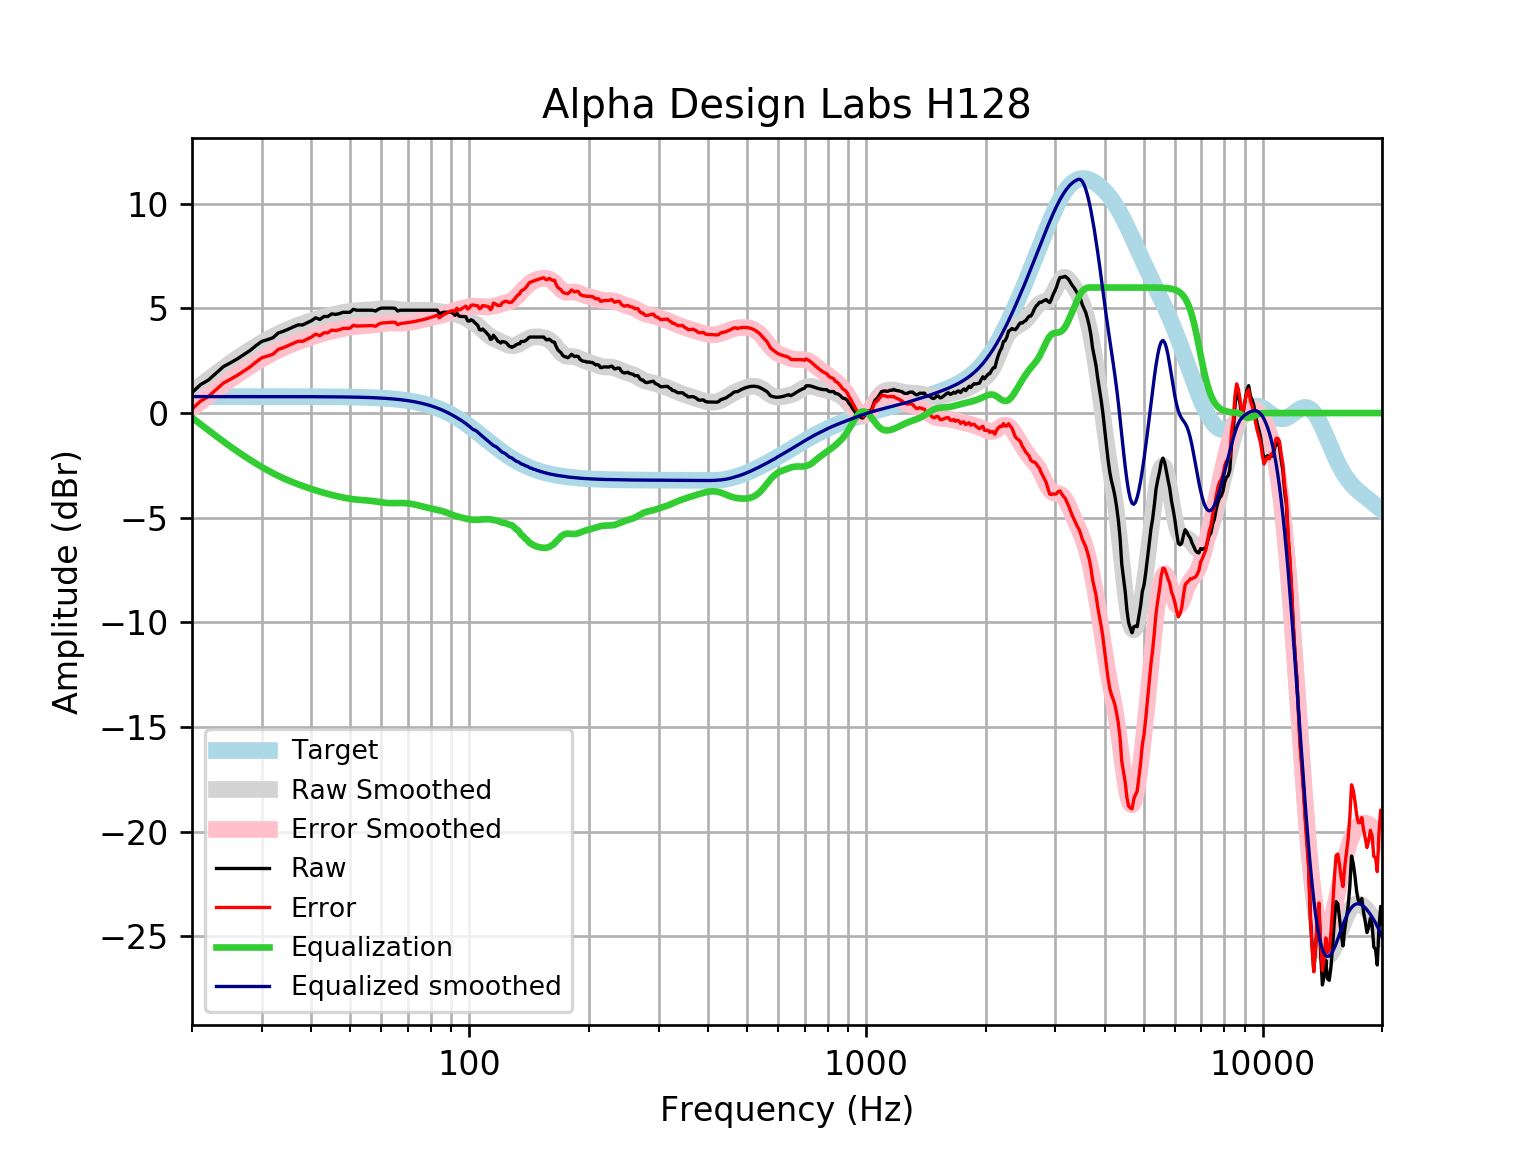 Alpha Design Labs H128
Amplitude (dBr)
10
5
0
−5
−10
−15
−20
−25
Target
Raw Smoothed
Error Smoothed
Raw
Error
Equalization
Equalized smoothed
100
1000
10000
Frequency (Hz)